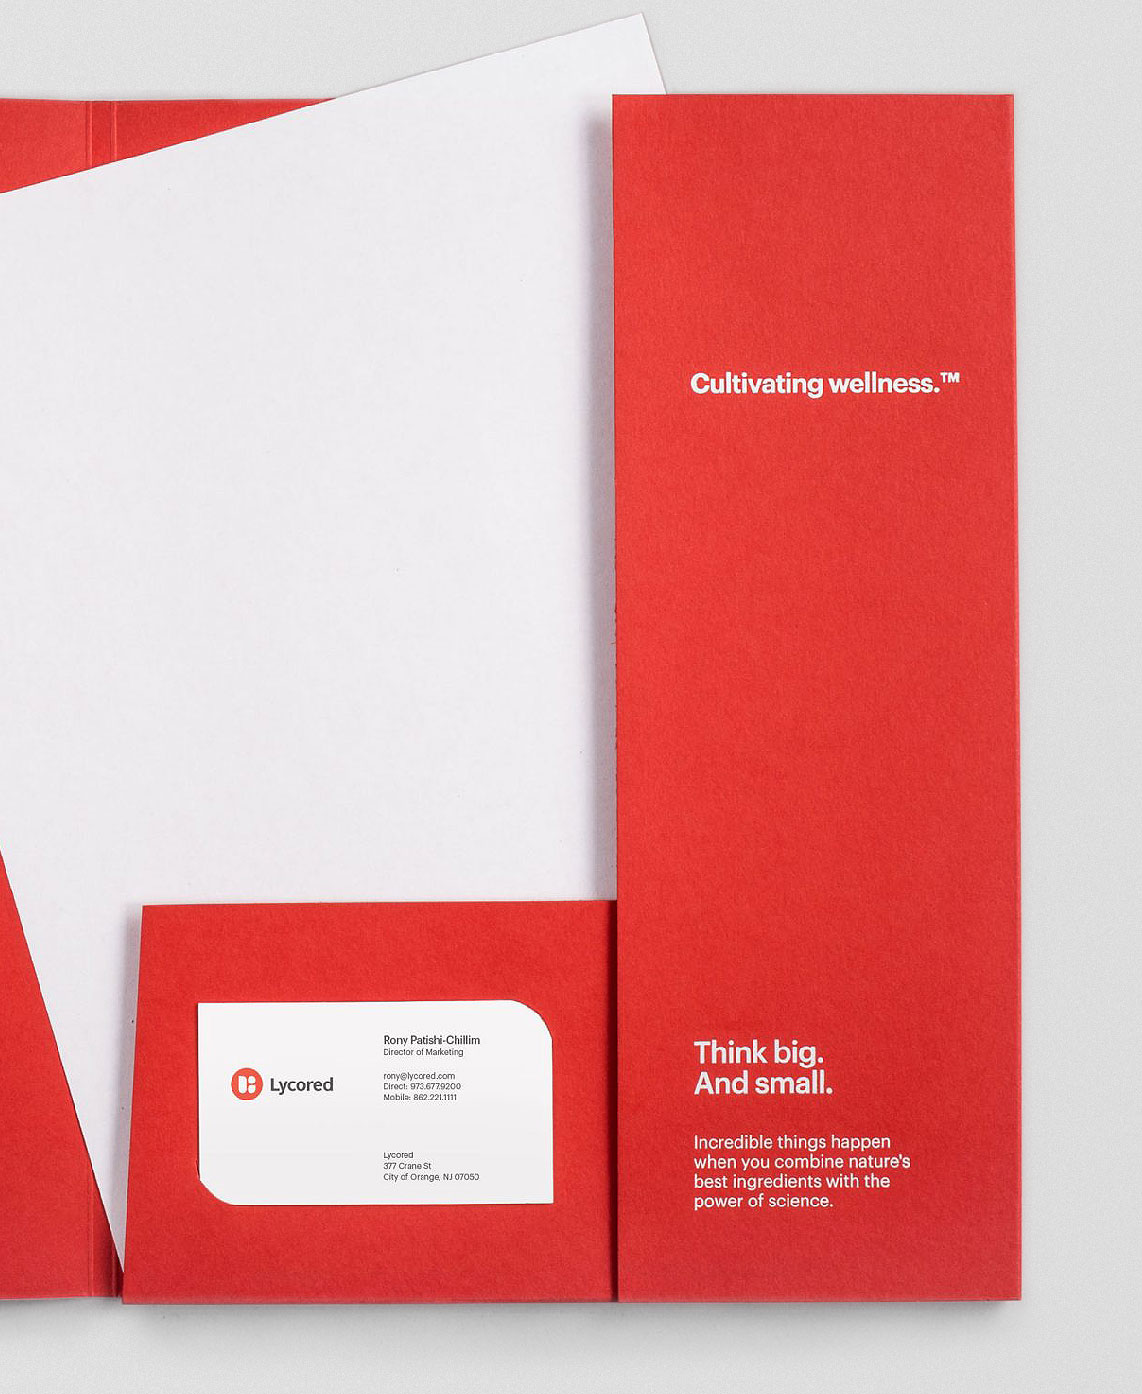 Cultivating wellness.™
Think big.
And small.
Incredible things happen
when you combine nature's
best ingredients with the
power of science.
Lycored
Rony Patishi-Chillim
Director of Marketing
rony@lycored.com
Direct: 973.677.9200
Mobile: 862.221.1111
Lycored
377 Crane St
City of Orange, NJ 07050